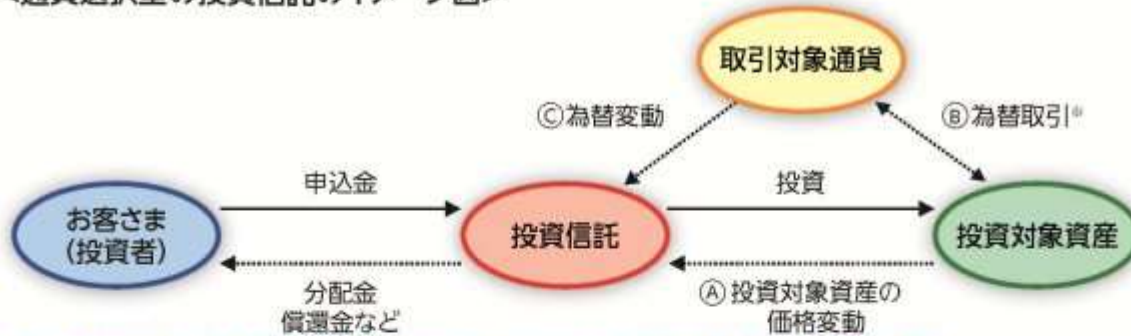 取引対象通貨
Ⓒ為替変動
Ⓑ為替取引※
申込金
投資
お客さま
(投資者)
投資信託
投資対象資産
分配金
償還金など
Ⓐ投資対象資産の
価格変動